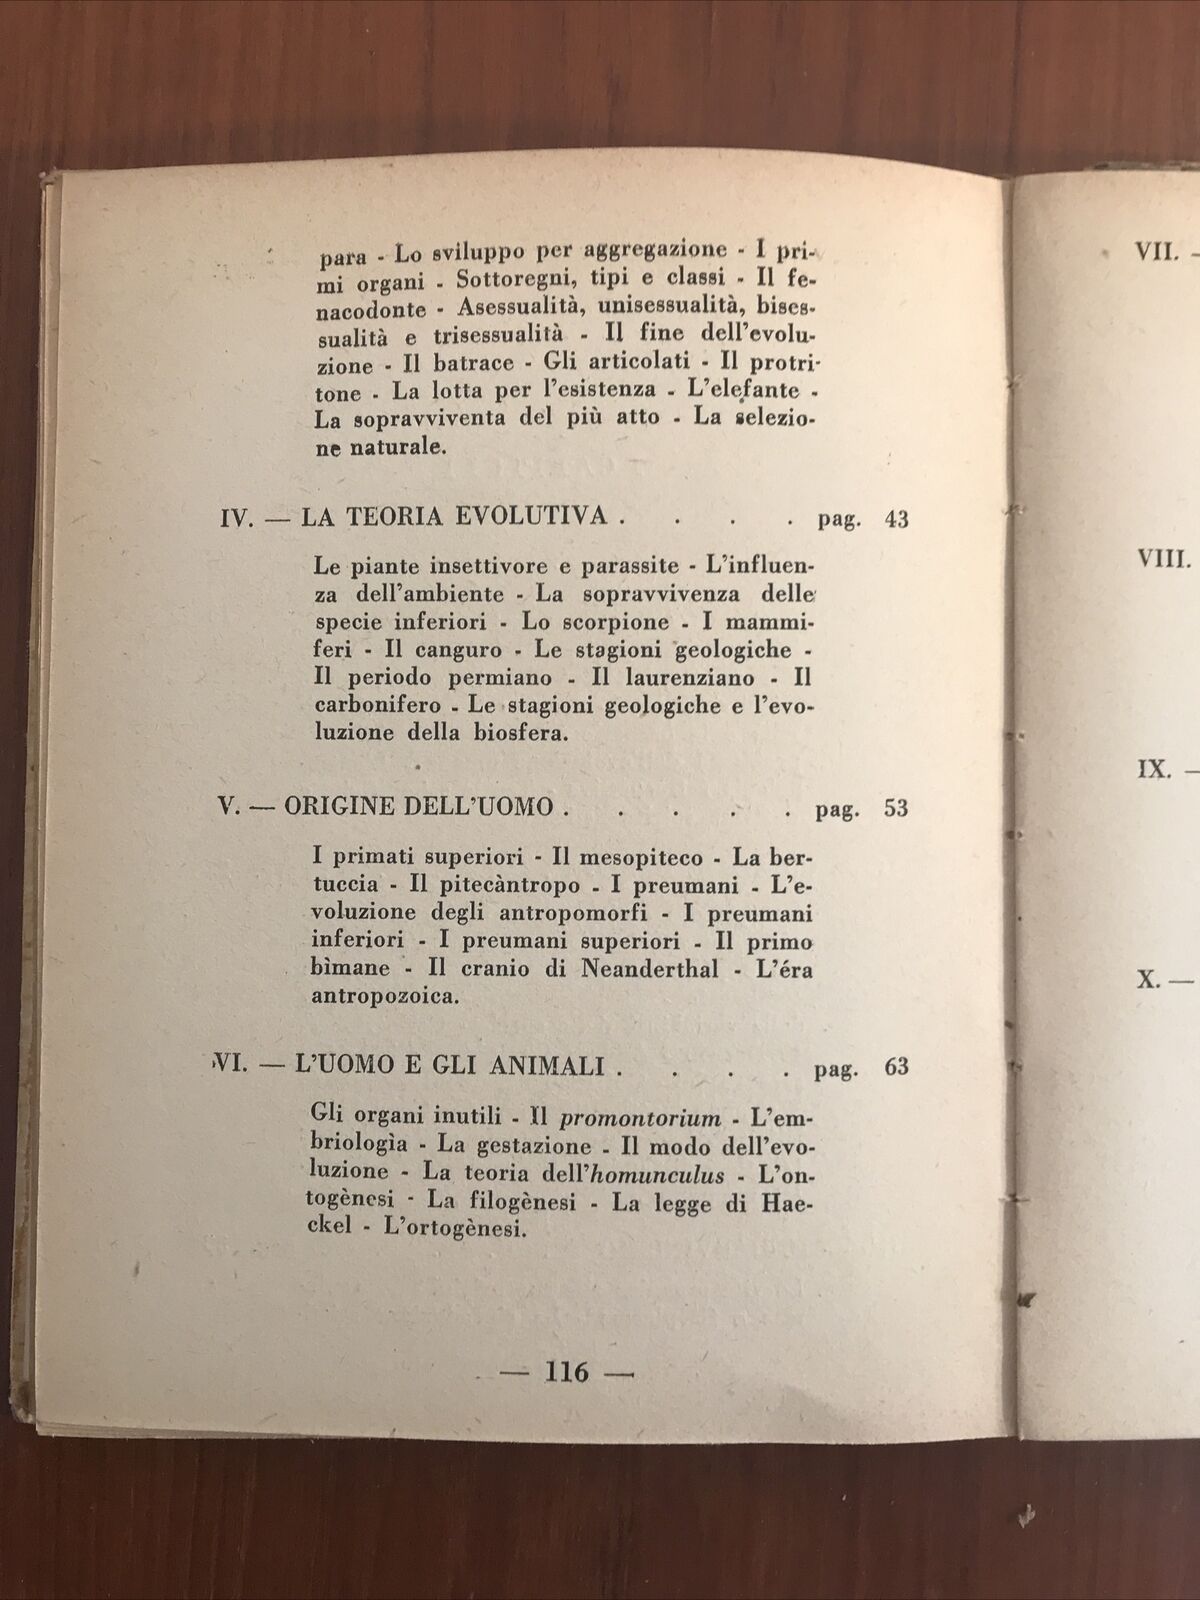 para - Lo sviluppo per aggregazione - I pri-
mi organi - Sottoregni, tipi e classi - Il fe-
nacodonte - Asessualità, unisessualità, bises-
sualità e trisessualità - Il fine dell'evolu-
zione - Il batrace - Gli articolati - Il protri-
tone - La lotta per l'esistenza - L'elefante -
La sopravviventa del più atto - La selezio-
ne naturale.
IV. — LA TEORIA EVOLUTIVA . . . . pag. 43
Le piante insettivore e parassite - L'influen-
za dell'ambiente - La sopravvivenza delle
specie inferiori - Lo scorpione - I mammi-
feri - Il canguro - Le stagioni geologiche -
Il periodo permiano - Il laurenziano - Il
carbonifero - Le stagioni geologiche e l'evo-
luzione della biosfera.
V. — ORIGINE DELL'UOMO . . . . . pag. 53
I primati superiori - Il mesopiteco - La ber-
tuccia - Il pitecàntropo - I preumani - L'e-
voluzione degli antropomorfi - I preumani
inferiori - I preumani superiori - Il primo
bìmane - Il cranio di Neanderthal - L'éra
antropozoica.
VI. — L'UOMO E GLI ANIMALI . . . . pag. 63
Gli organi inutili - Il promontorium - L'em-
briologìa - La gestazione - Il modo dell'evo-
luzione - La teoria dell'homunculus - L'on-
togènesi - La filogènesi - La legge di Hae-
ckel - L'ortogènesi.
— 116 —
VII. -
VIII.
IX. —
X. —